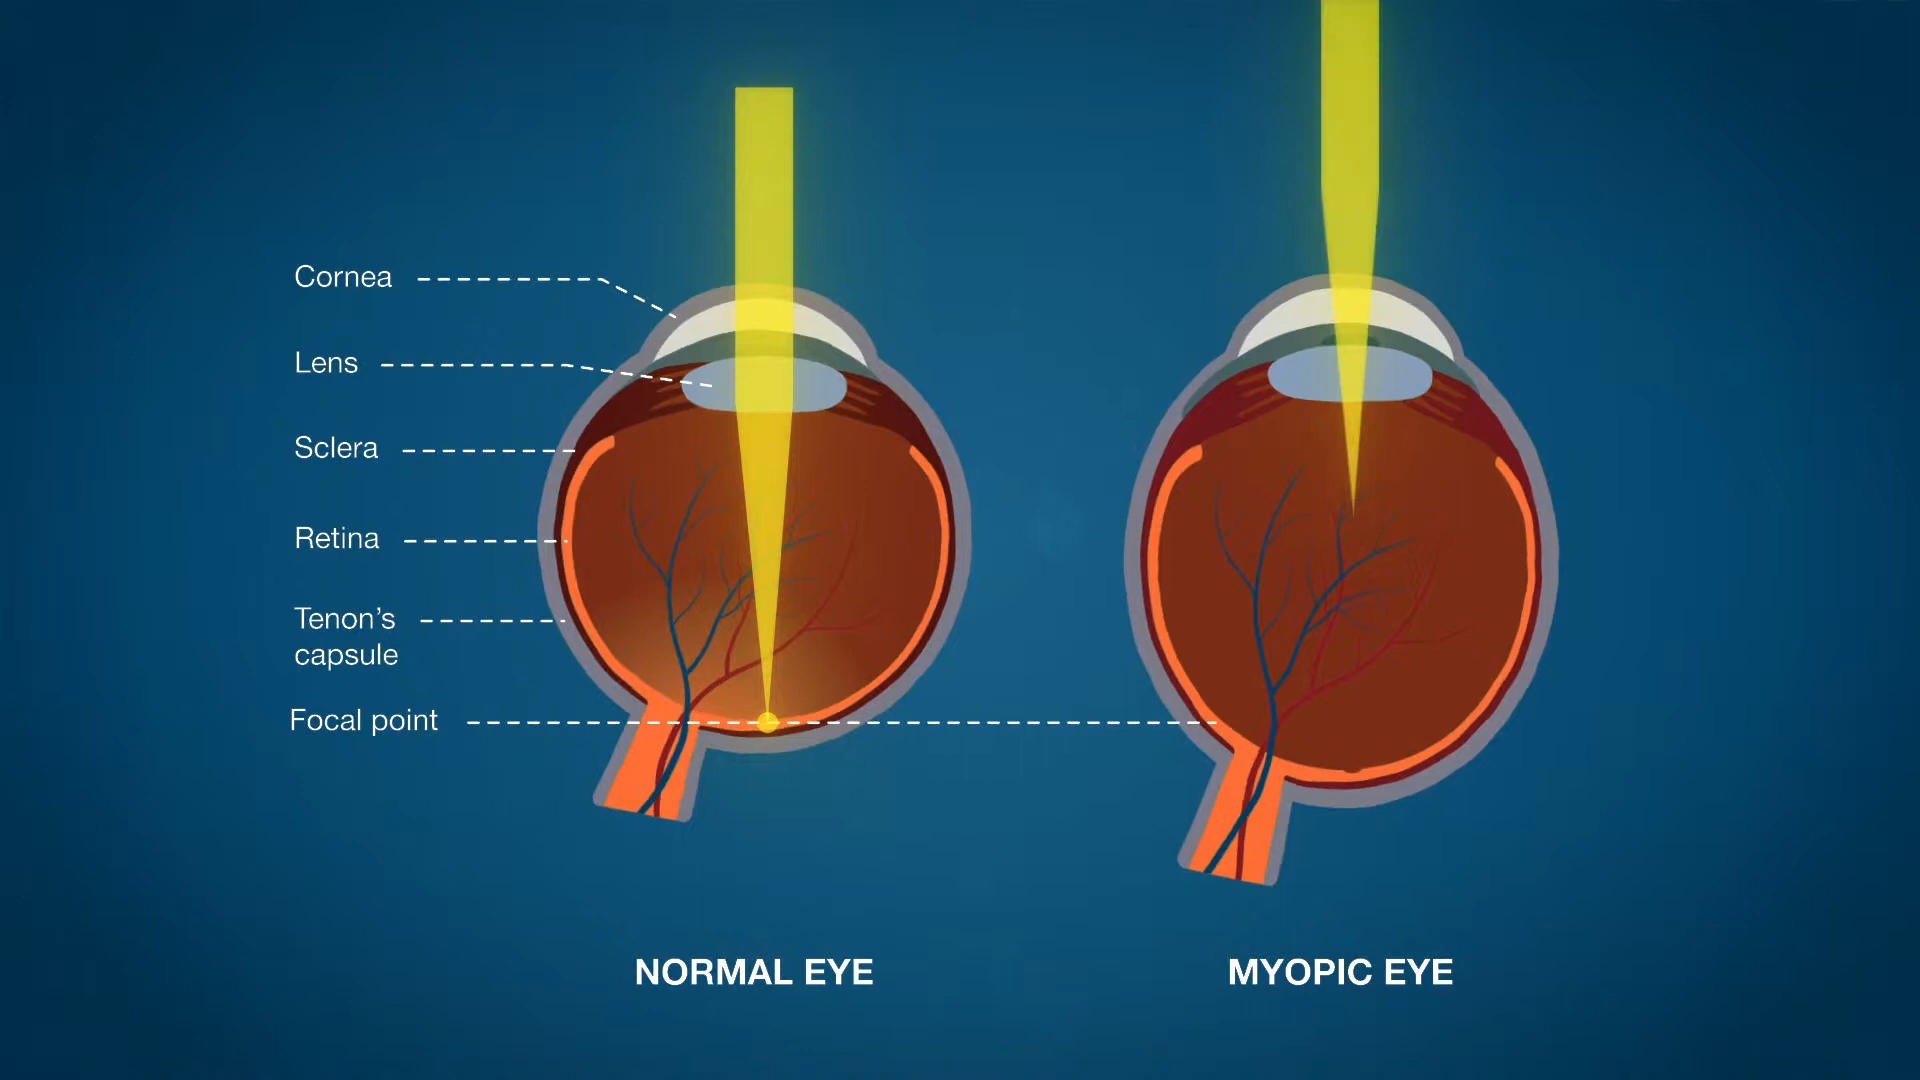 Cornea
Lens
Sclera
Retina
Tenon's
capsule
Focal point
NORMAL EYE
MYOPIC EYE